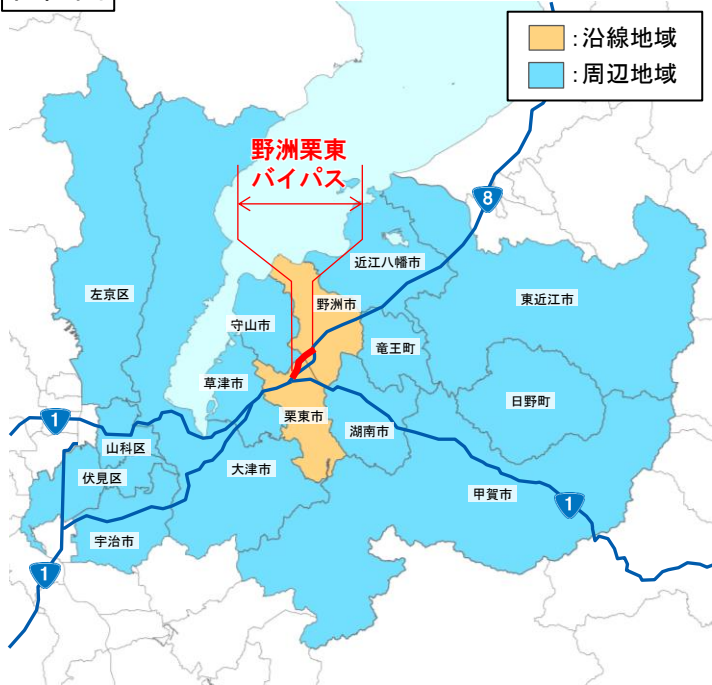 :沿線地域
:周辺地域
野洲栗東
バイパス
8
近江八幡市
左京区
野洲市
東近江市
守山市
竜王町
草津市
日野町
1
栗東市
湖南市
山科区
大津市
伏見区
甲賀市
1
宇治市
1